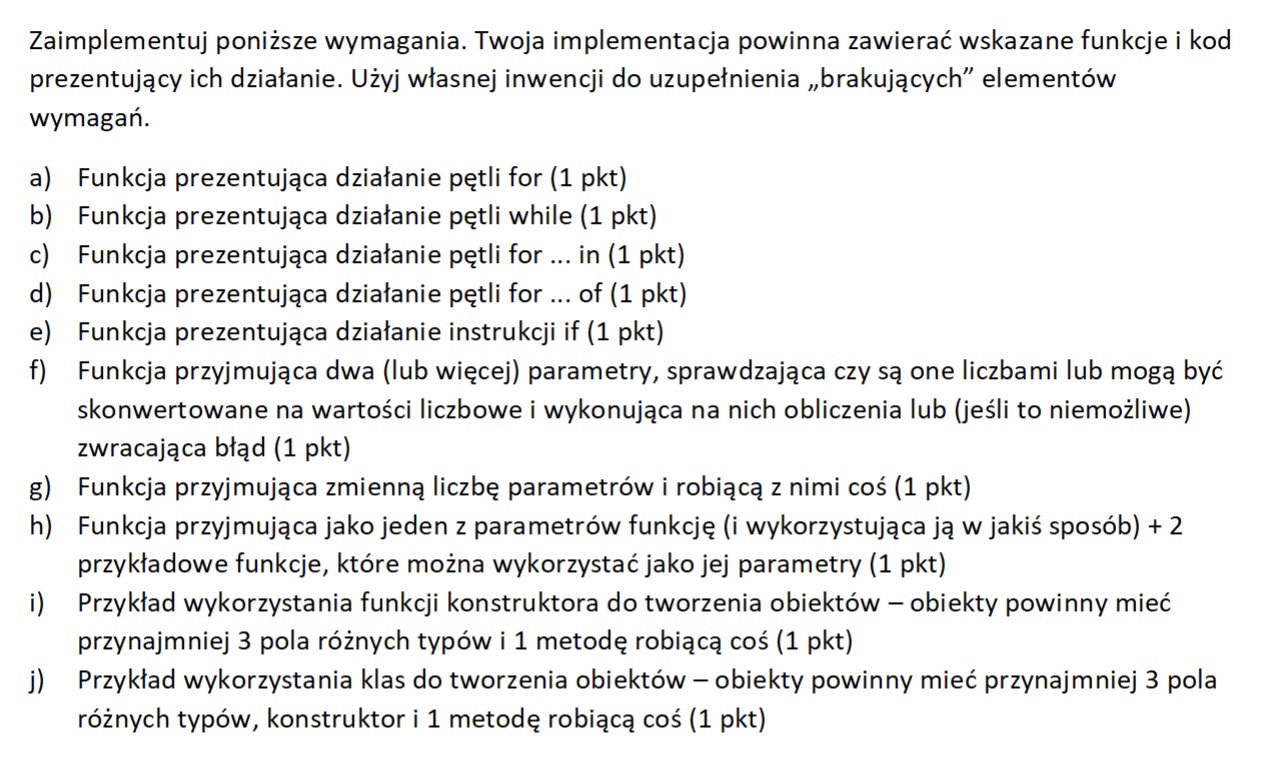 Zaimplementuj poniższe wymagania. Twoja implementacja powinna zawierać wskazane funkcje i kod
prezentujący ich działanie. Użyj własnej inwencji do uzupełnienia „brakujących” elementów
wymagań.
a) Funkcja prezentująca działanie pętli for (1 pkt)
b) Funkcja prezentująca działanie pętli while (1 pkt)
c) Funkcja prezentująca działanie pętli for ... in (1 pkt)
d) Funkcja prezentująca działanie pętli for ... of (1 pkt)
e) Funkcja prezentująca działanie instrukcji if (1 pkt)
f) Funkcja przyjmująca dwa (lub więcej) parametry, sprawdzająca czy są one liczbami lub mogą być
skonwertowane na wartości liczbowe i wykonująca na nich obliczenia lub (jeśli to niemożliwe)
zwracająca błąd (1 pkt)
g) Funkcja przyjmująca zmienną liczbę parametrów i robiącą z nimi coś (1 pkt)
h) Funkcja przyjmująca jako jeden z parametrów funkcję (i wykorzystująca ją w jakiś sposób) + 2
przykładowe funkcje, które można wykorzystać jako jej parametry (1 pkt)
i) Przykład wykorzystania funkcji konstruktora do tworzenia obiektów – obiekty powinny mieć
przynajmniej 3 pola różnych typów i 1 metodę robiącą coś (1 pkt)
j) Przykład wykorzystania klas do tworzenia obiektów – obiekty powinny mieć przynajmniej 3 pola
różnych typów, konstruktor i 1 metodę robiącą coś (1 pkt)